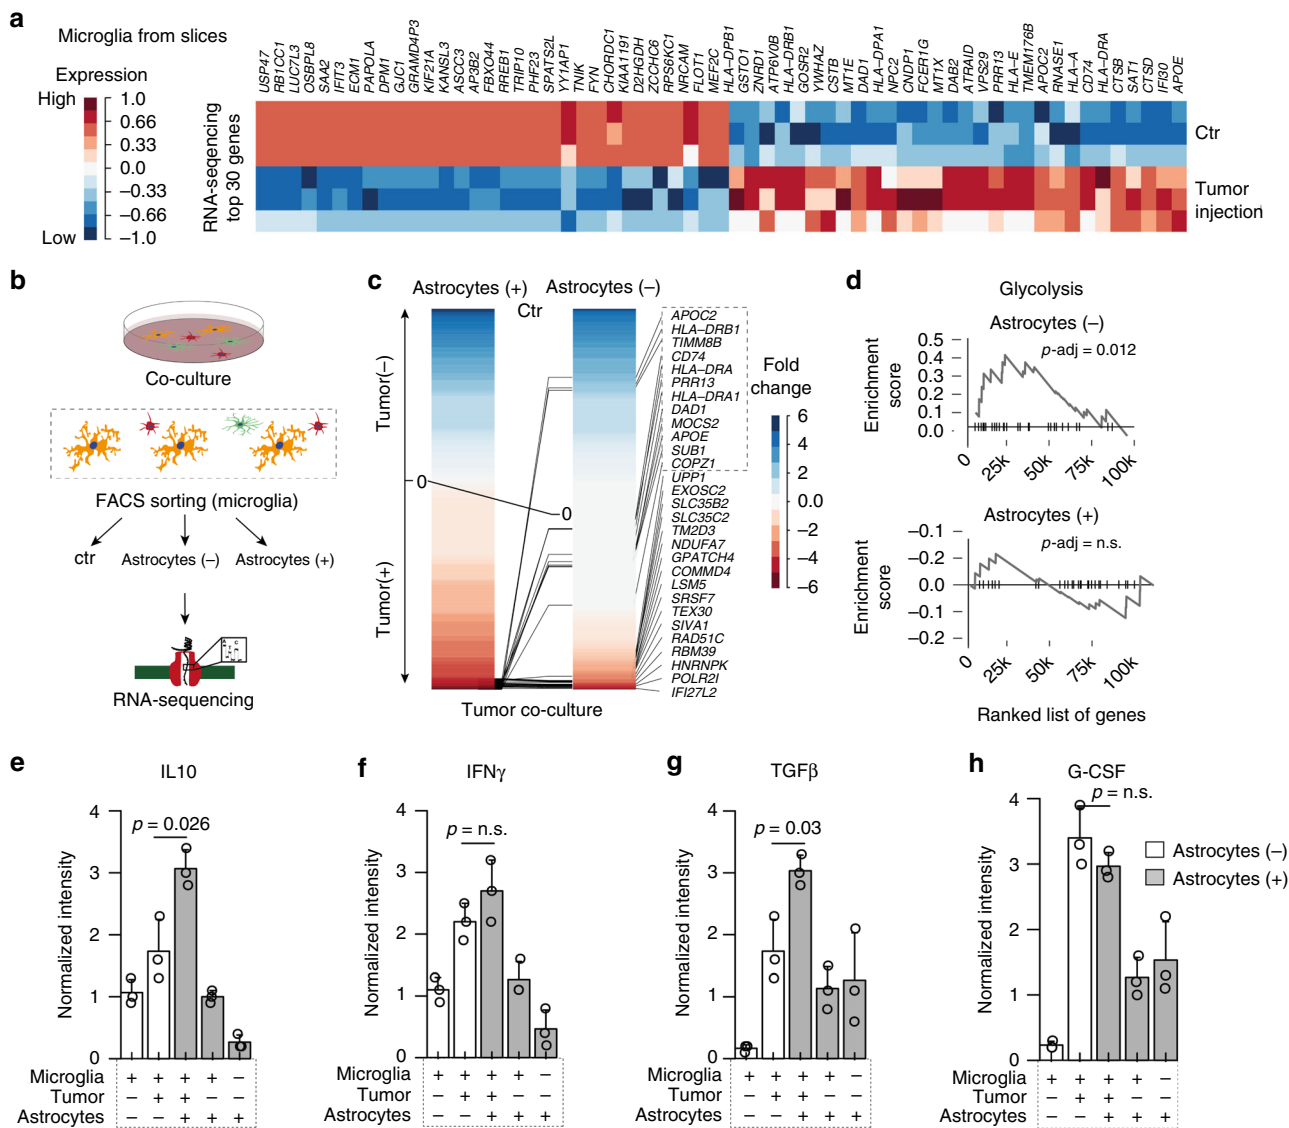 a
Microglia from slices
Expression
High
Low
1.0
0.66
0.33
0.0
−0.33
−0.66
−1.0
RNA-seqencing
top 30 genes
USP47
RB1CC1
LUC7L3
OSBPL8
SAA2
IFIT3
ECM1
PAPOLA
DPM1
GJC1
GRAMD4P3
KIF21A
KANSL3
ASCC3
AP3B2
FBXO44
RREB1
TRIP10
PHF23
SPATS2L
YY1AP1
TNIK
FYN
CHORDC1
KIAA1191
D2HGDH
ZCCHC6
RPS6KC1
NRCAM
FLOT1
MEF2C
HLA-DPB1
GSTO1
ZNRD1
ATP6V0B
HLA-DRB1
GOSR2
YWHAZ
CSTB
MT1E
DAD1
HLA-DPA1
NPC2
CNDP1
FCER1G
MT1X
DAB2
ATRAID
VPS29
PRR13
HLA-E
TMEM176B
APOC2
RNASE1
HLA-A
CD74
HLA-DRA
CTSB
SAT1
CTSD
IFI30
APOE
Ctr
Tumor
injection
b
Co-culture
FACS sorting (microglia)
ctr
Astrocytes (–)
Astrocytes (+)
RNA-sequencing
c
Astrocytes (+)
Astrocytes (–)
Ctr
Tumor(–)
Tumor(+)
0
0
Tumor co-culture
APOC2
HLA–DRB1
TIMM8B
CD74
HLA–DRA
PRR13
HLA–DRA1
DAD1
MOCS2
APOE
SUB1
COPZ1
UPP1
EXOSC2
SLC35B2
SLC35C2
TM2D3
NDUFA7
GPATCH4
COMMD4
LSM5
SRSF7
TEX30
SIVA1
RAD51C
RBM39
HNRNPK
POLR2I
IFI27L2
Fold
change
6
4
2
0.0
−2
−4
−6
d
Glycolysis
Astrocytes (–)
p-adj = 0.012
Enrichment
score
0.5
0.4
0.3
0.2
0.1
0.0
0
25k
50k
75k
100k
Astrocytes (+)
p-adj = n.s.
Enrichment
score
−0.1
−0.2
0.0
−0.1
−0.2
0
25k
50k
75k
100k
Ranked list of genes
e
IL10
p = 0.026
Normalized intensity
4
3
2
1
0
Microglia + + + + –
Tumor – + + – –
Astrocytes – – + + +
f
IFNγ
p = n.s.
Normalized intensity
4
3
2
1
0
Microglia + + + + –
Tumor – + + – –
Astrocytes – – + + +
g
TGFβ
p = 0.03
Normalized intensity
4
3
2
1
0
Microglia + + + + –
Tumor – + + – –
Astrocytes – – + + +
h
G-CSF
p = n.s.
Normalized intensity
4
3
2
1
0
Microglia + + + + –
Tumor – + + – –
Astrocytes – – + + +
Astrocytes (–)
Astrocytes (+)